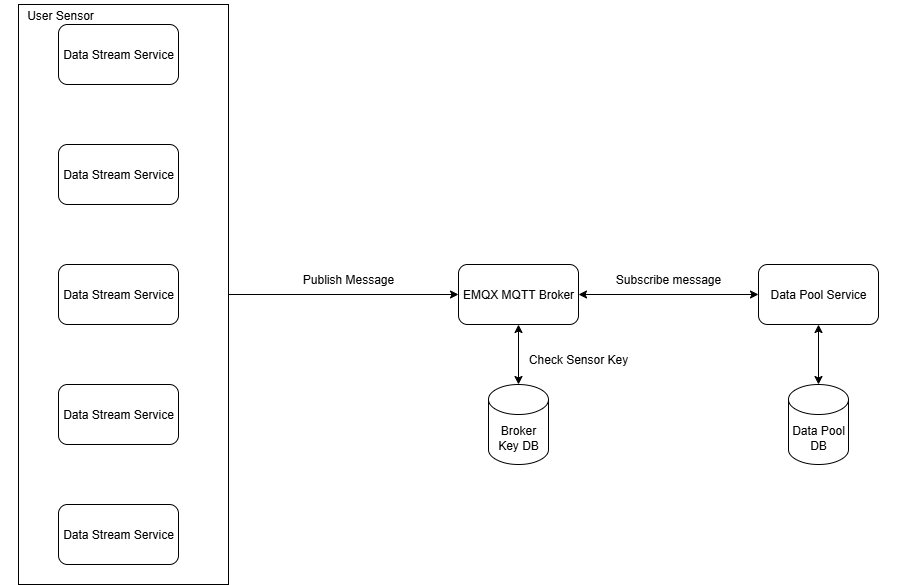 User Sensor
Data Stream Service
Data Stream Service
Data Stream Service
Data Stream Service
Data Stream Service
Publish Message
EMQX MQTT Broker
Subscribe message
Data Pool Service
Check Sensor Key
Broker
Key DB
Data Pool
DB